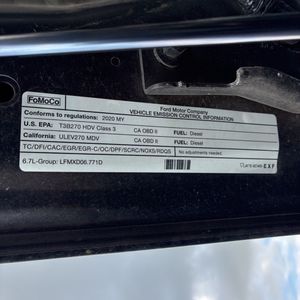 FoMoCo
Ford Motor Company
VEHICLE EMISSION CONTROL INFORMATION
Conforms to regulations: 2020 MY
U.S. EPA: T3B270 HDV Class 3 CA OBD II FUEL: Diesel
California: ULEV270 MDV CA OBD II FUEL: Diesel
TC/DFI/CAC/EGR/EGR-C/OC/DPF/SCRC/NOXS/RDQS No adjustments needed.
6.7L-Group: LFMXD06.771D EXF